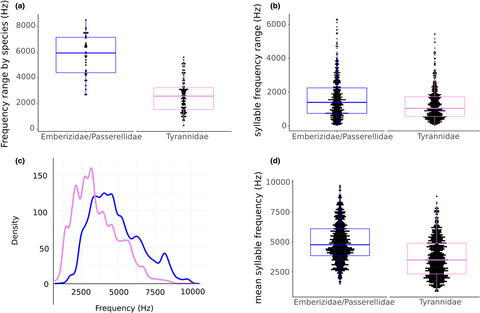 (a)
Frequency range by species (Hz)
8000
6000
4000
2000
0
Emberizidae/Passerellidae Tyrannidae
(b)
syllable frequency range (Hz)
6000
4000
2000
0
Emberizidae/Passerellidae Tyrannidae
(c)
Density
150
100
50
0
2500 5000 7500 10000
Frequency (Hz)
(d)
mean syllable frequency (Hz)
10000
7500
5000
2500
Emberizidae/Passerellidae Tyrannidae